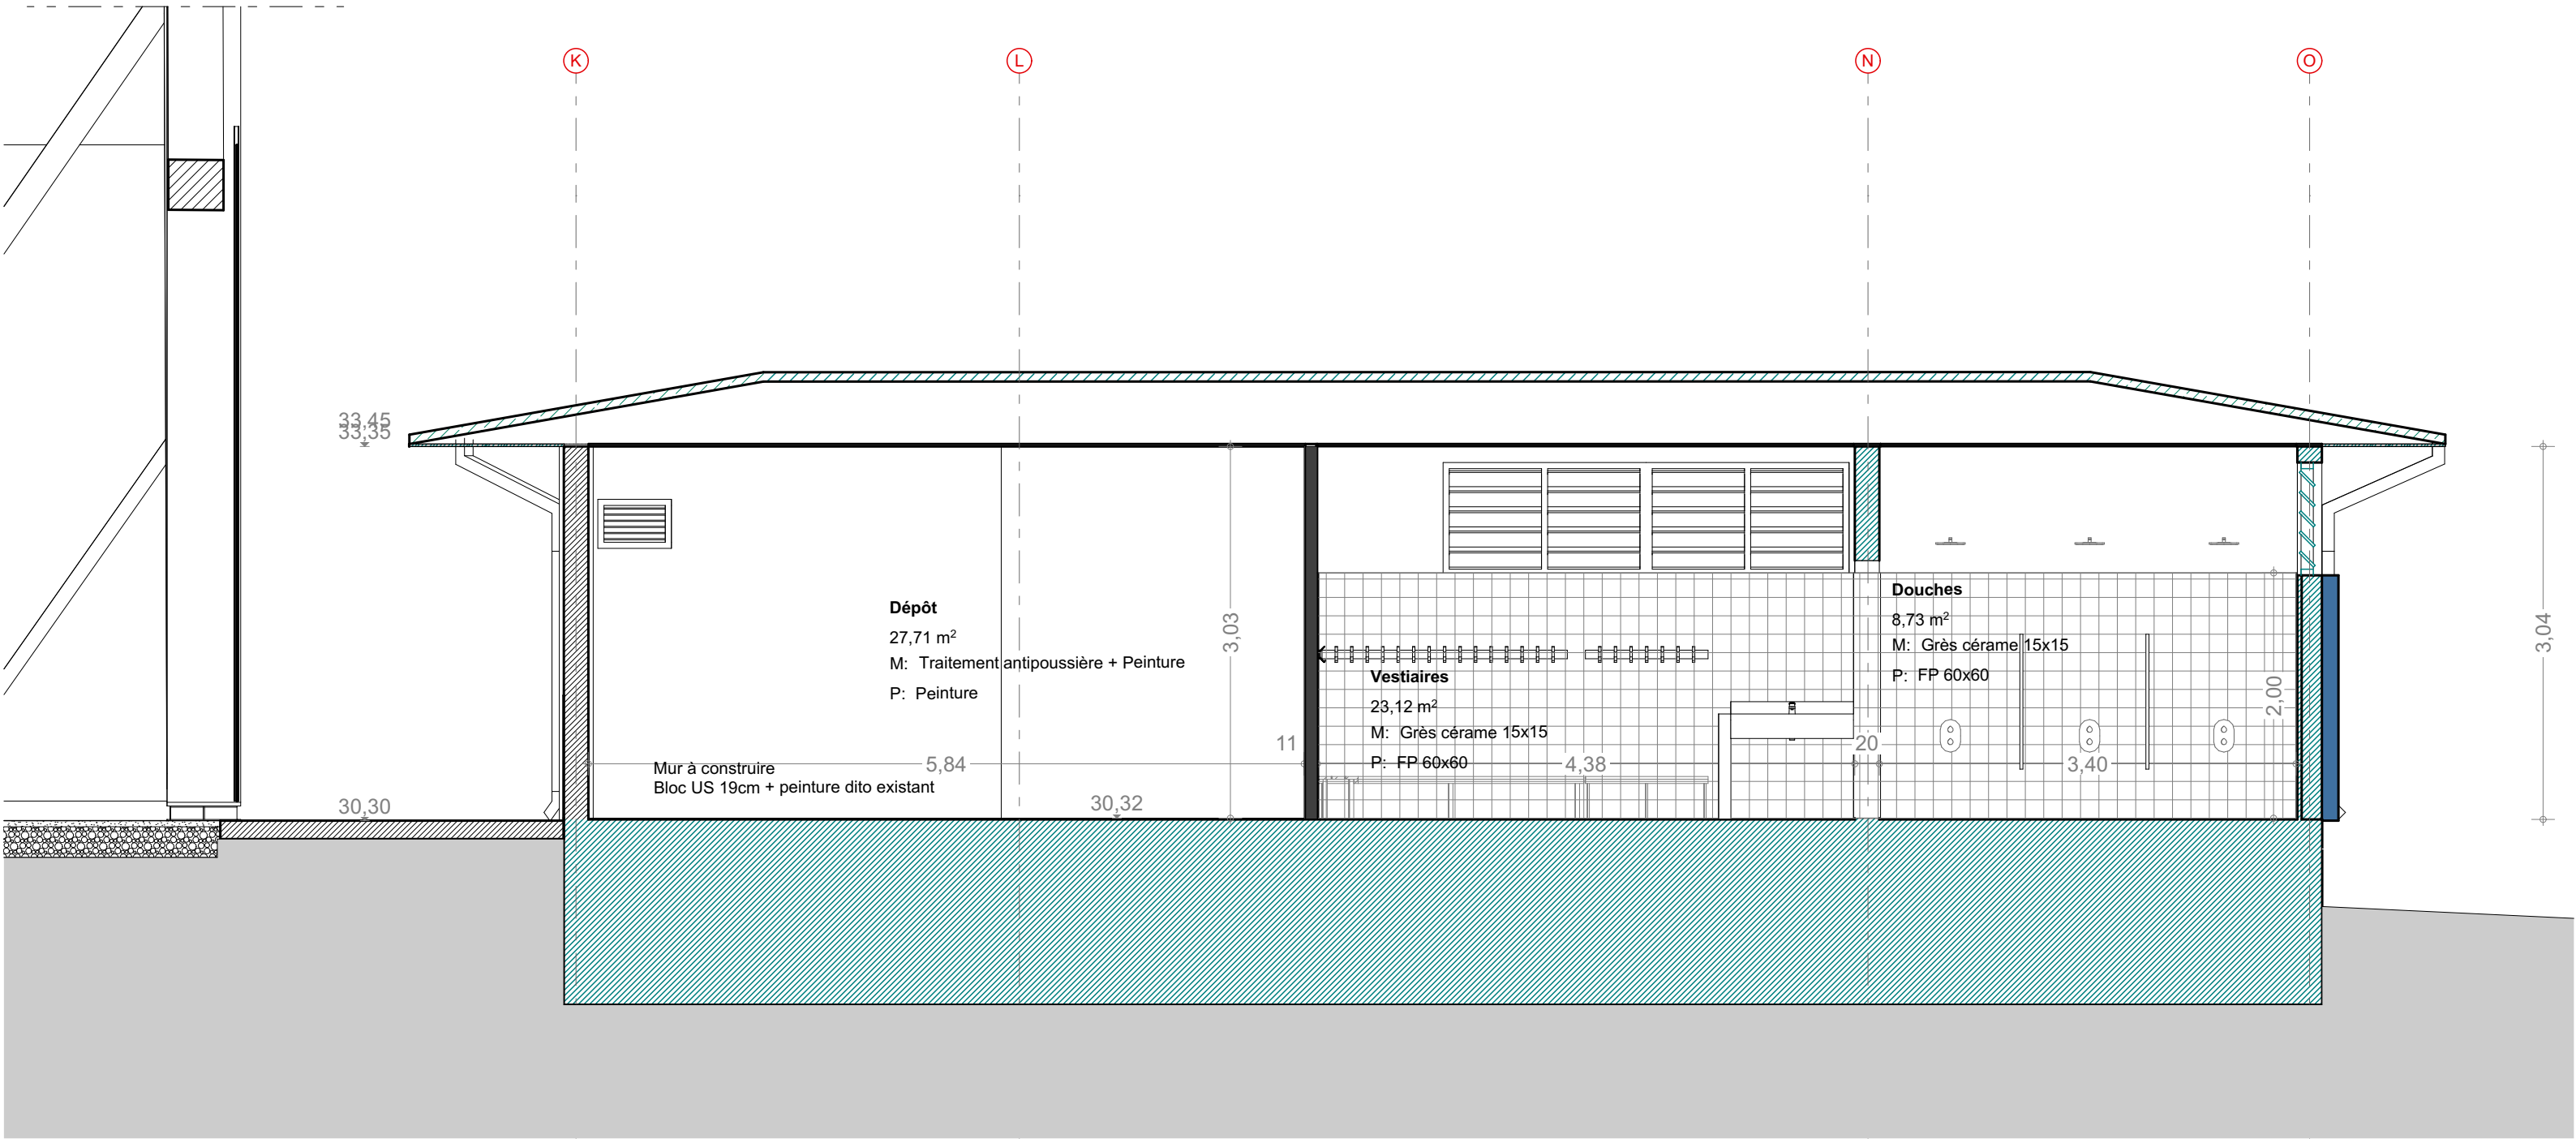 K
L
N
O
33,45
33,35
Dépôt
27,71 m²
M: Traitement antipoussière + Peinture
P: Peinture
3,03
Mur à construire
Bloc US 19cm + peinture dito existant
5,84
11
30,30
30,32
Vestiaires
23,12 m²
M: Grès cérame 15x15
P: FP 60x60
4,38
20
Douches
8,73 m²
M: Grès cérame 15x15
P: FP 60x60
3,40
2,00
3,04